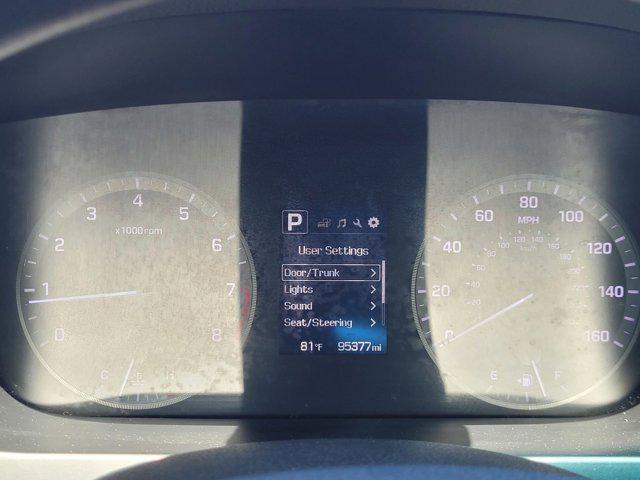 3 4 5
2 x1000rpm 6
1 7
0 8
C H
P
User Settings
Door/Trunk >
Lights >
Sound >
Seat/Steering >
81°F 95377mi
60 80 100
MPH
40 120
20 140
0 160
km/h
E F